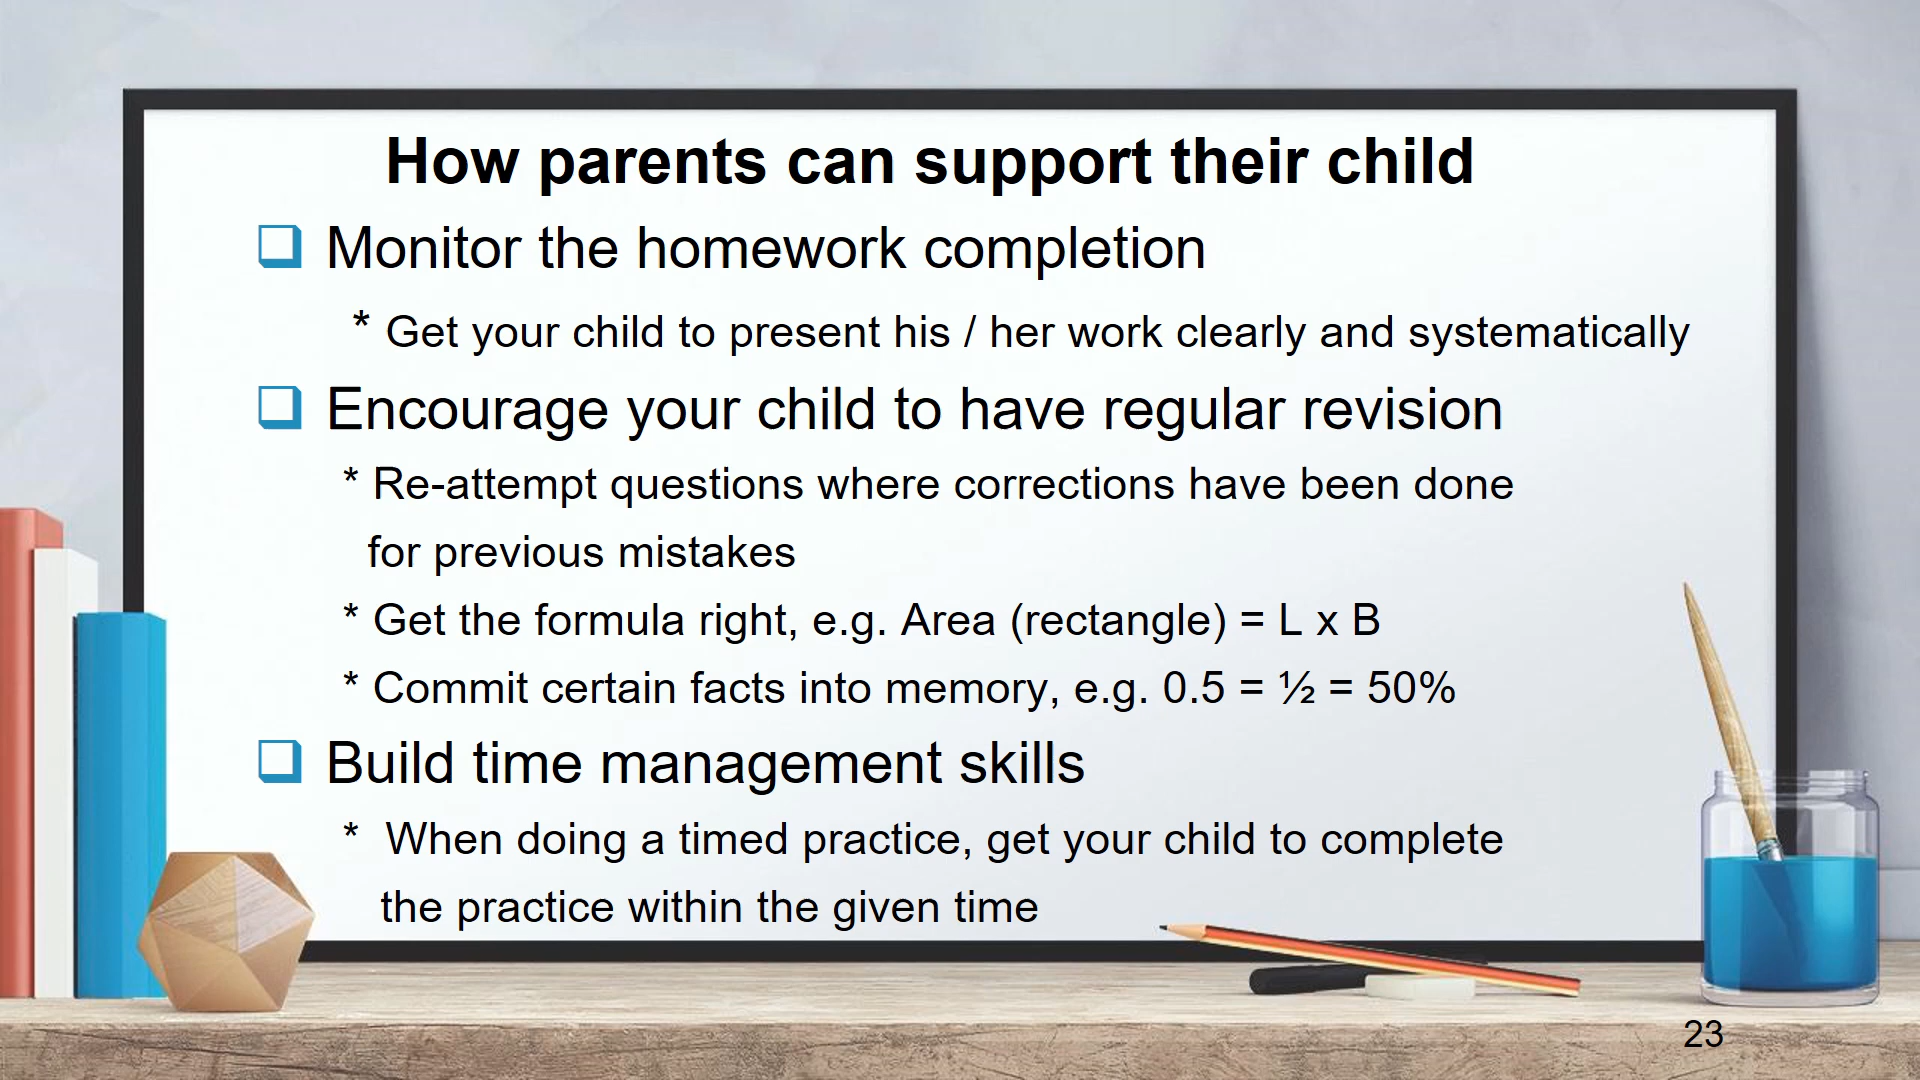 How parents can support their child
❑ Monitor the homework completion
* Get your child to present his / her work clearly and systematically
❑ Encourage your child to have regular revision
* Re-attempt questions where corrections have been done
for previous mistakes
* Get the formula right, e.g. Area (rectangle) = L x B
* Commit certain facts into memory, e.g. 0.5 = ½ = 50%
❑ Build time management skills
* When doing a timed practice, get your child to complete
the practice within the given time
23